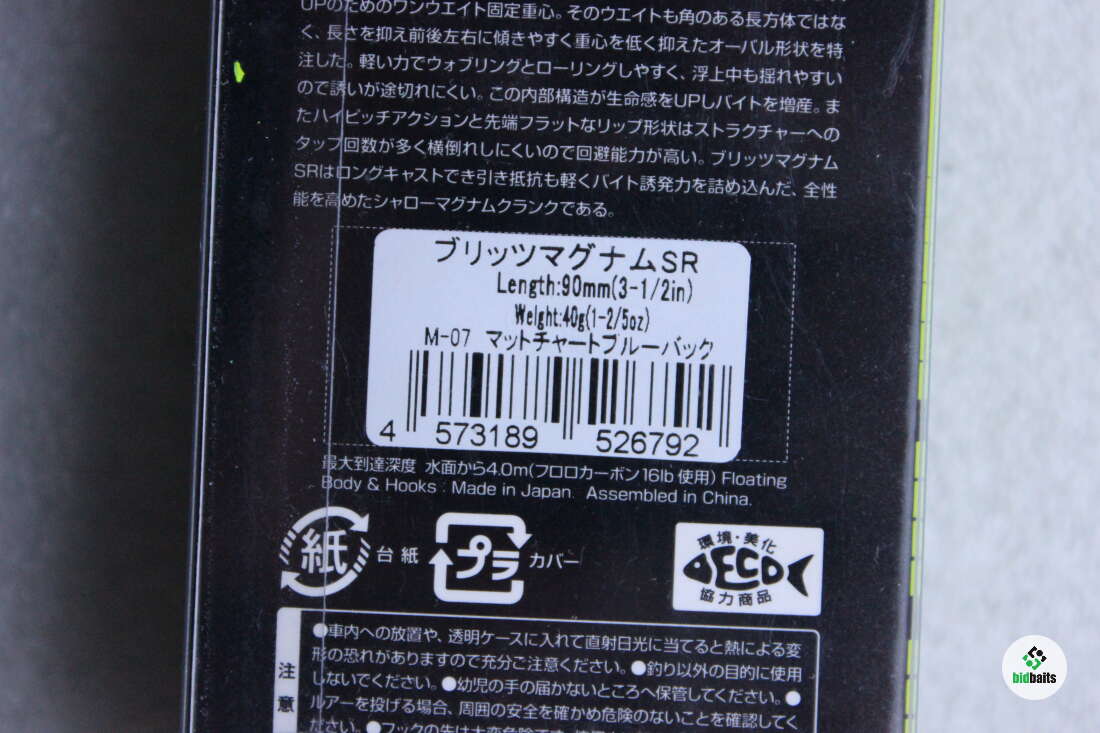 UPのためのワンウエイト固定重心。そのウエイトも角のある長方体ではな
く、長さを抑え前後左右に傾きやすく重心を低く抑えたオーバル形状を特
注した。軽い力でウォブリングとローリングしやすく、浮上中も揺れやすい
ので誘いが途切れにくい。この内部構造が生命感をUPしバイトを増産。ま
たハイピッチアクションと先端フラットなリップ形状はストラクチャーへの
タップ回数が多く横倒れしにくいので回避能力が高い。ブリッツマグナム
SRはロングキャストでき引き抵抗も軽くバイト誘発力を詰め込んだ、全性
能を高めたシャローマグナムクランクである。
ブリッツマグナムSR
Length:90mm(3-1/2in)
Weight:40g(1-2/5oz)
M-07 マットチャートブルーバック
4 573189 526792
最大到達深度 水面から4.0m(フロロカーボン16lb使用) Floating
Body & Hooks : Made in Japan. Assembled in China.
紙 台紙 プラ カバー
環境・美化
ECO
協力商品
注意
●車内への放置や、透明ケースに入れて直射日光に当てると熱による変
形の恐れがありますので充分ご注意ください。●釣り以外の目的に使用
しないでください。●幼児の手の届かないところへ保管してください。●
ルアーを投げる場合、周囲の安全を確かめ危険のないことを確認してく
ださい。●フックの先は大変危険です。
bidbaits